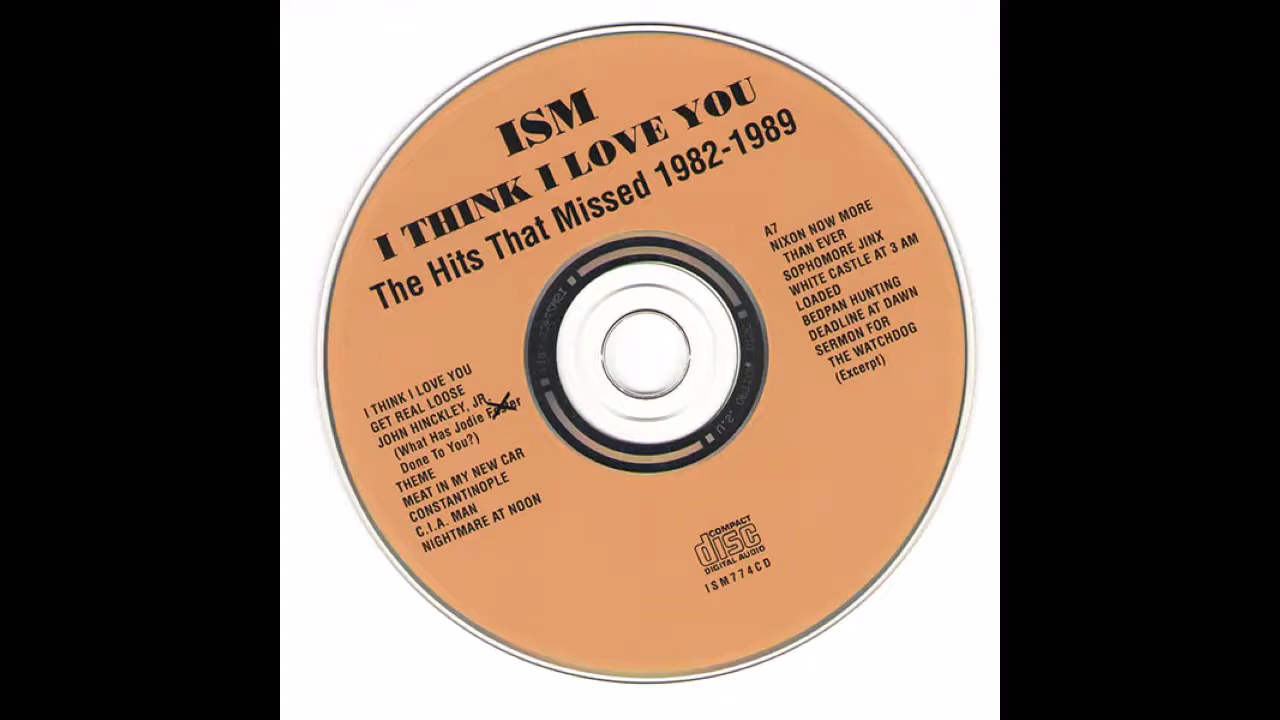 ISM
I THINK I LOVE YOU
The Hits That Missed 1982-1989
I THINK I LOVE YOU
GET REAL LOOSE
JOHN HINCKLEY, JR.
(What Has Jodie Foster
Done To You?)
THEME
MEAT IN MY NEW CAR
CONSTANTINOPLE
C.I.A. MAN
NIGHTMARE AT NOON
A7
NIXON NOW MORE
THAN EVER
SOPHOMORE JINX
WHITE CASTLE AT 3 AM
LOADED
BEDPAN HUNTING
DEADLINE AT DAWN
SERMON FOR
THE WATCHDOG
(Excerpt)
COMPACT
disc
DIGITAL AUDIO
ISM774CD